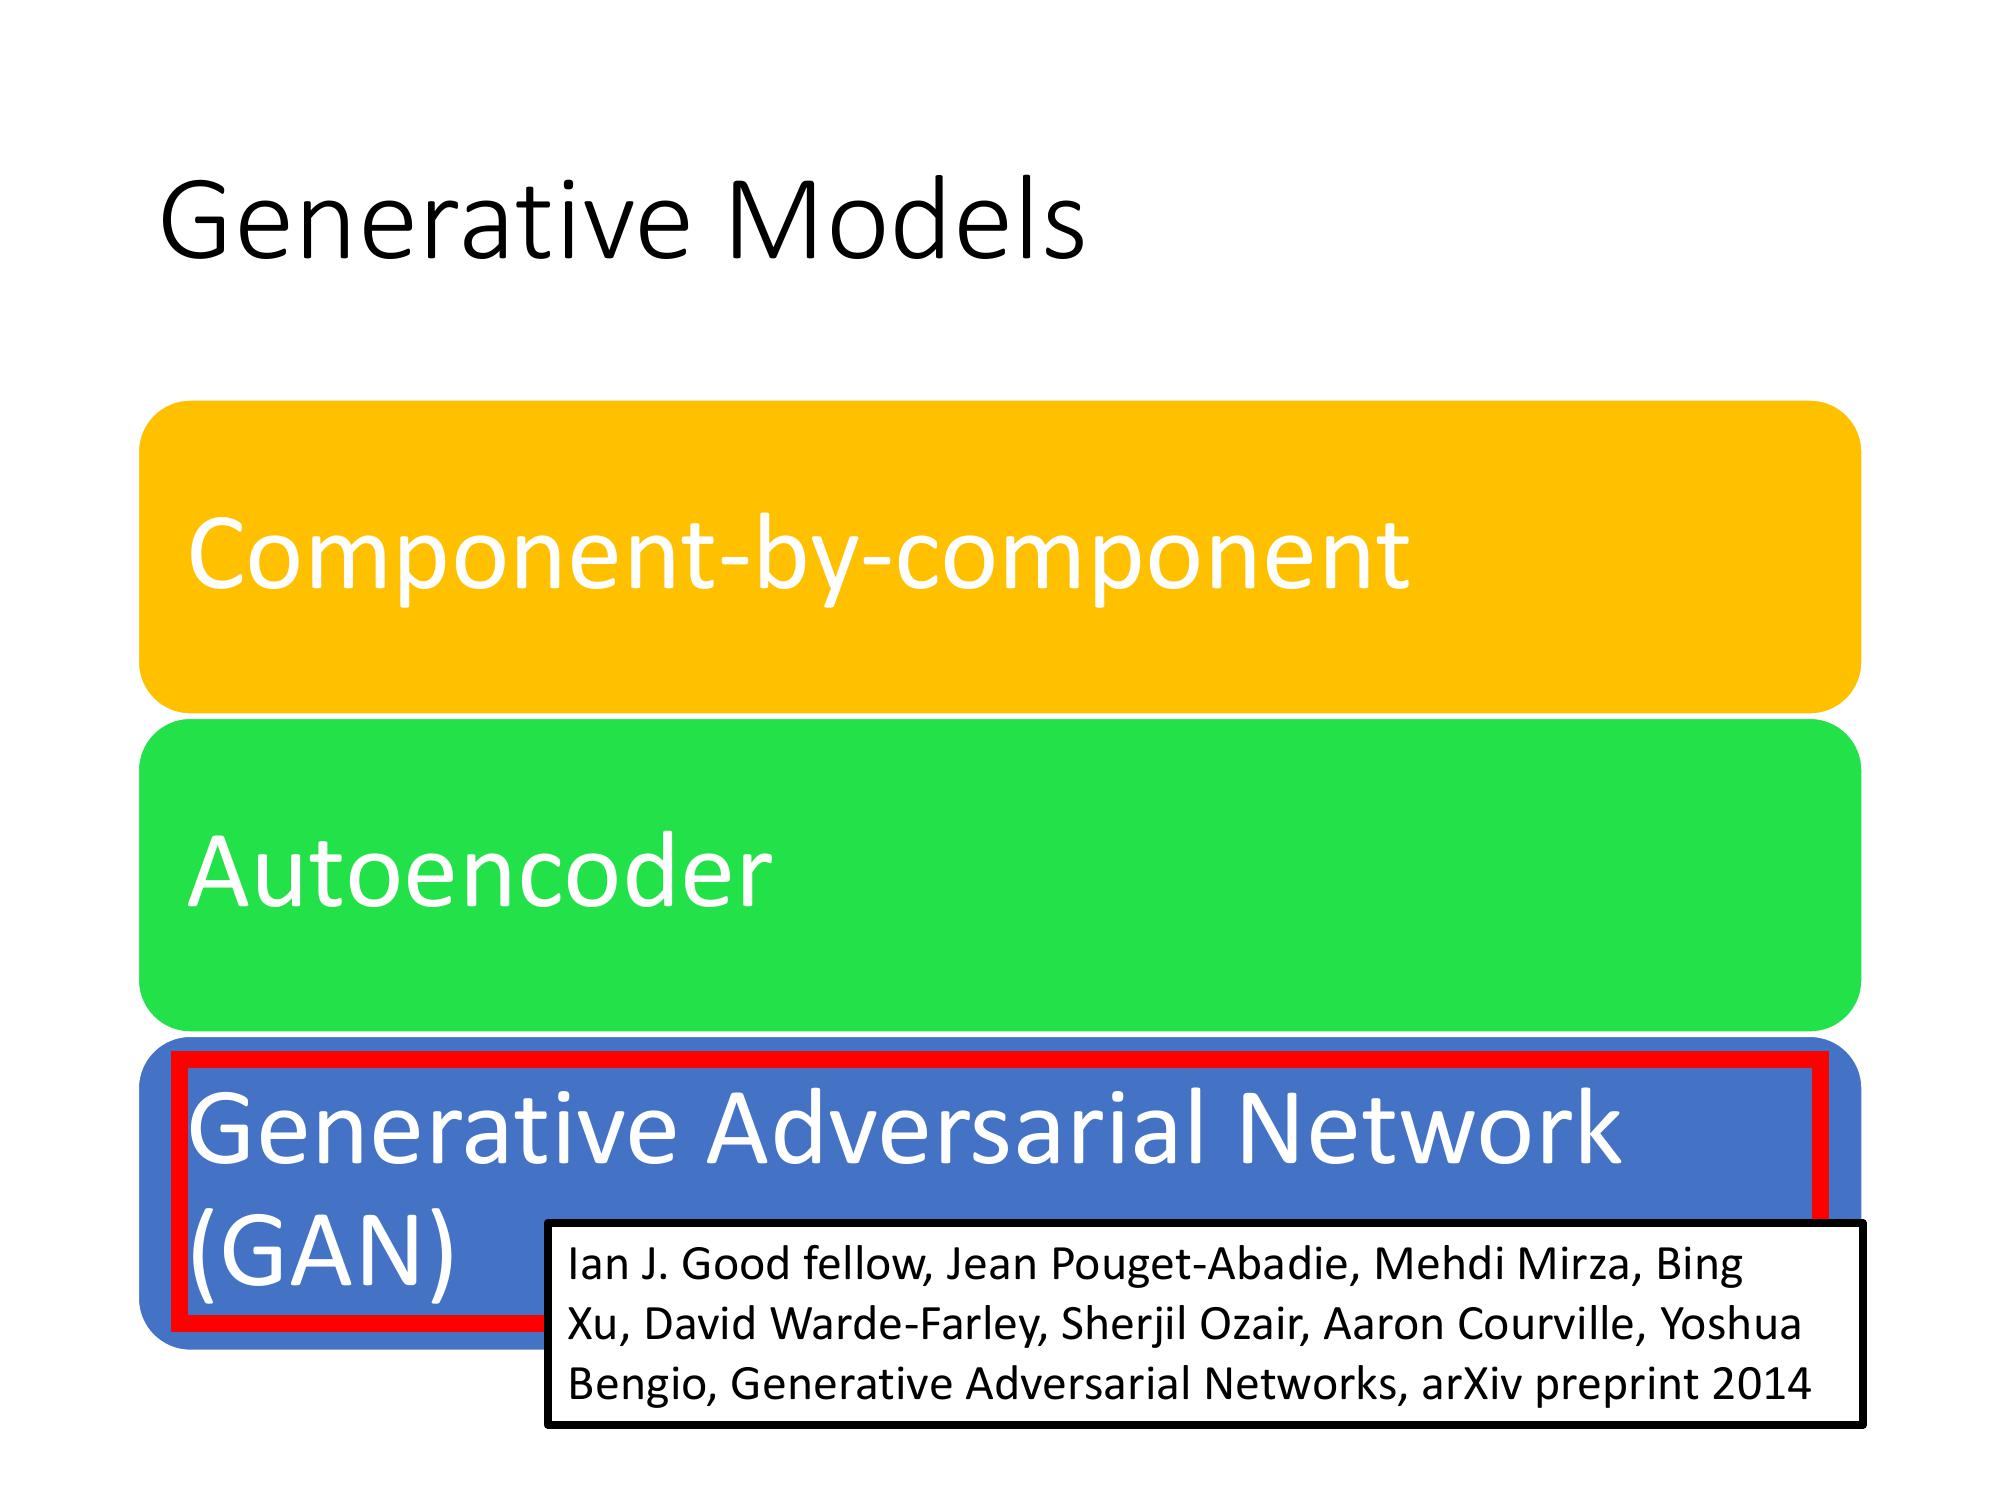 Generative Models
Component-by-component
Autoencoder
Generative Adversarial Network
(GAN)
Ian J. Good fellow, Jean Pouget-Abadie, Mehdi Mirza, Bing
Xu, David Warde-Farley, Sherjil Ozair, Aaron Courville, Yoshua
Bengio, Generative Adversarial Networks, arXiv preprint 2014